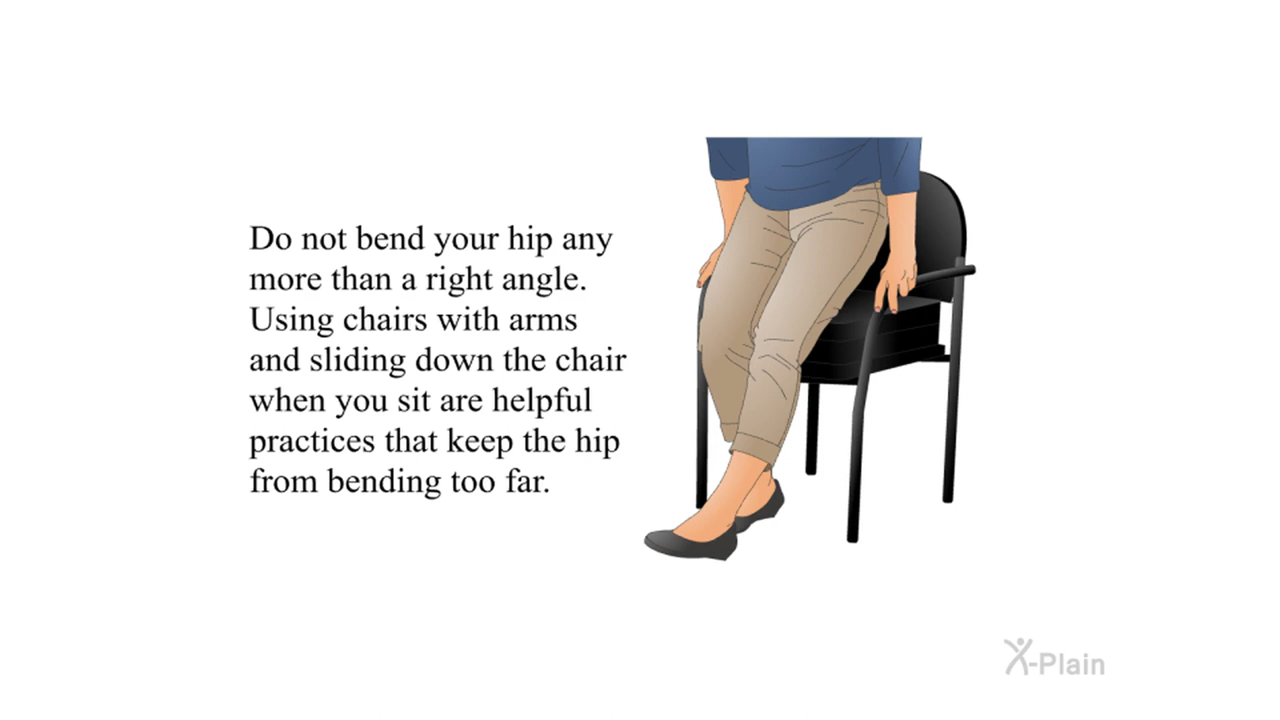 Do not bend your hip any
more than a right angle.
Using chairs with arms
and sliding down the chair
when you sit are helpful
practices that keep the hip
from bending too far.
X-Plain